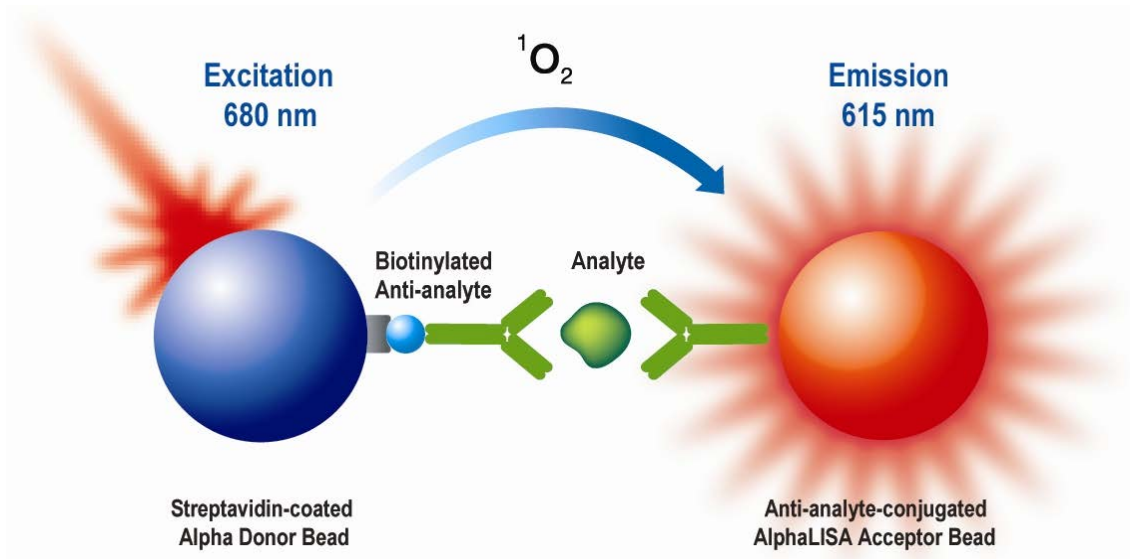 ¹O₂
Excitation
680 nm
Emission
615 nm
Biotinylated
Anti-analyte
Analyte
Streptavidin-coated
Alpha Donor Bead
Anti-analyte-conjugated
AlphaLISA Acceptor Bead